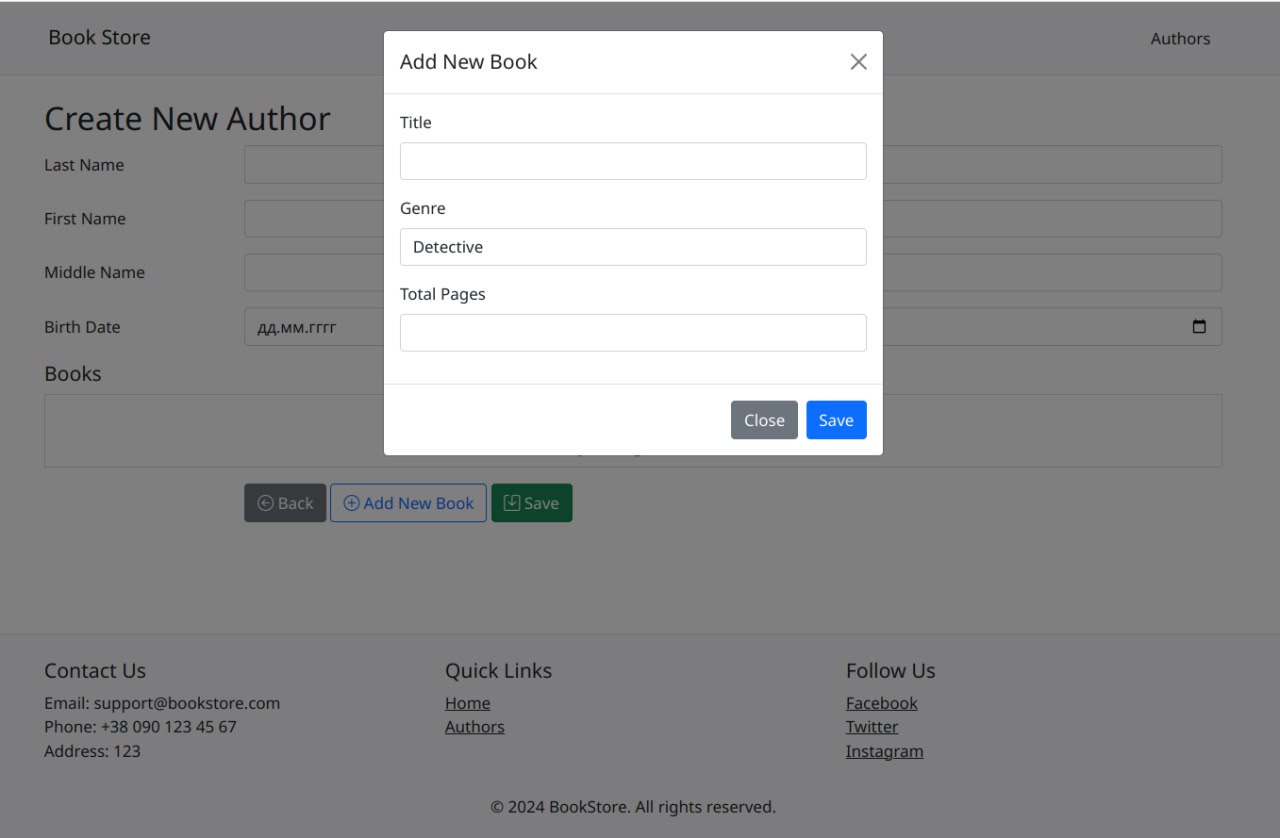 Book Store
Authors
Add New Book
Title
Genre
Detective
Total Pages
Close
Save
Create New Author
Last Name
First Name
Middle Name
Birth Date
дд.мм.гггг
Books
Back
Add New Book
Save
Contact Us
Email: support@bookstore.com
Phone: +38 090 123 45 67
Address: 123
Quick Links
Home
Authors
Follow Us
Facebook
Twitter
Instagram
© 2024 BookStore. All rights reserved.